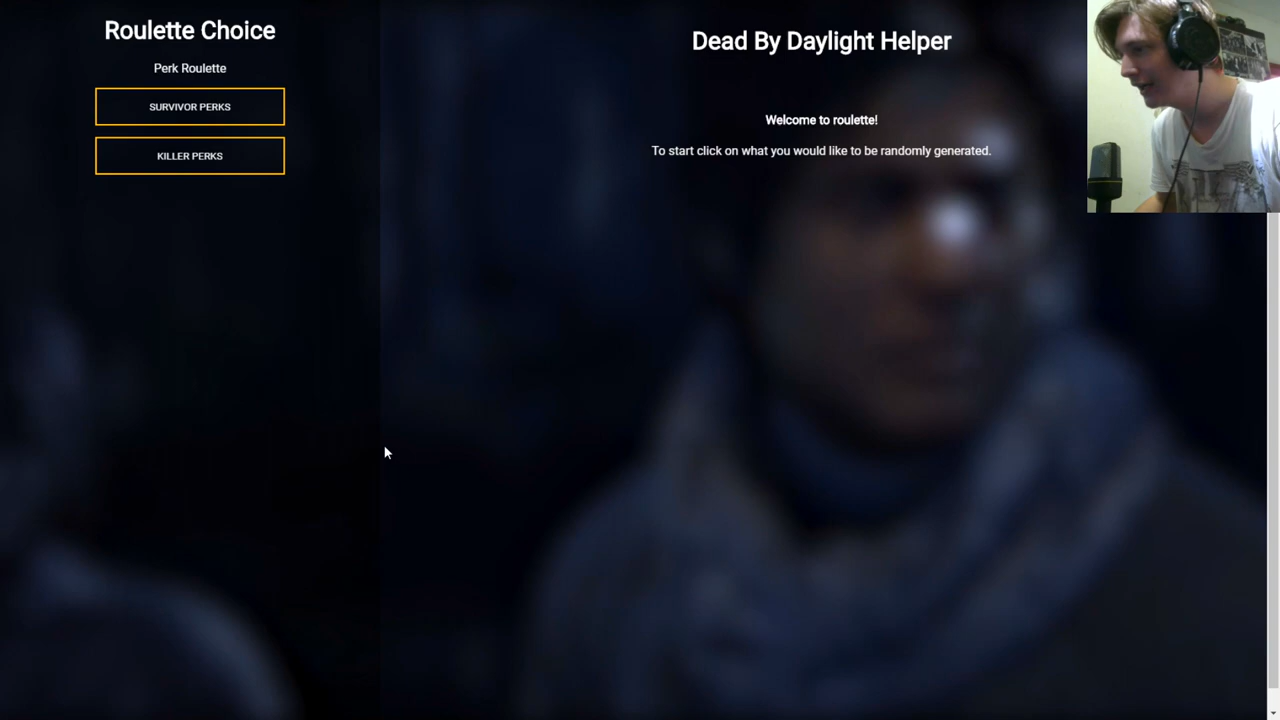 Roulette Choice
Perk Roulette
SURVIVOR PERKS
KILLER PERKS
Dead By Daylight Helper
Welcome to roulette!
To start click on what you would like to be randomly generated.